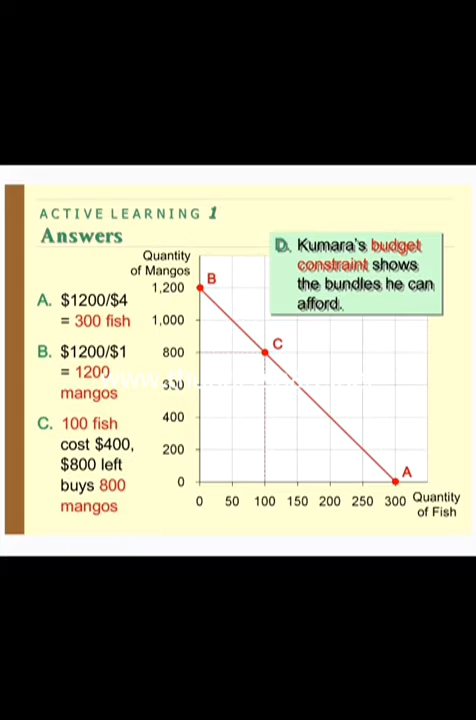 ACTIVE LEARNING 1
Answers
A. $1200/$4
= 300 fish
B. $1200/$1
= 1200
mangos
C. 100 fish
cost $400,
$800 left
buys 800
mangos
D. Kumara's budget
constraint shows
the bundles he can
afford.
Quantity
of Mangos
1,200
1,000
800
600
400
200
0
B
C
A
0 50 100 150 200 250 300
Quantity
of Fish